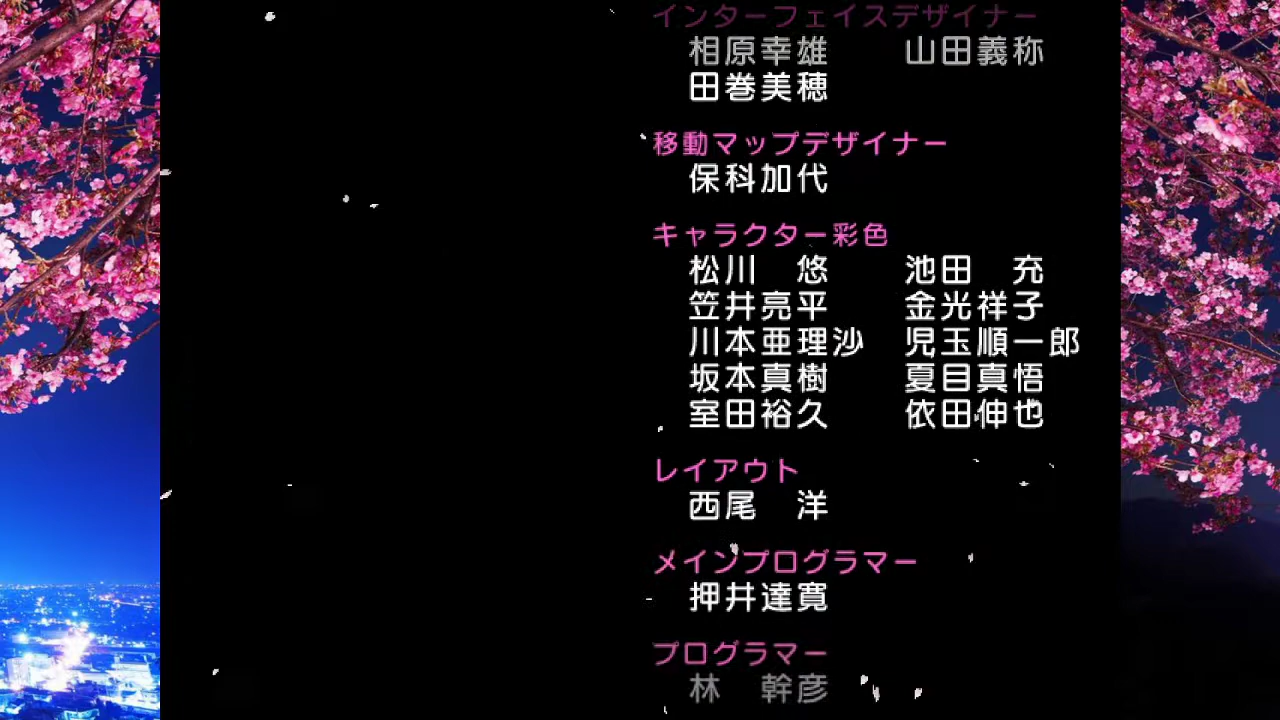 インターフェイスデザイナー
相原幸雄　　山田義称
田巻美穂
移動マップデザイナー
保科加代
キャラクター彩色
松川　悠　　池田　充
笠井亮平　　金光祥子
川本亜理沙　児玉順一郎
坂本真樹　　夏目真悟
室田裕久　　依田伸也
レイアウト
西尾　洋
メインプログラマー
押井達寛
プログラマー
林　幹彦